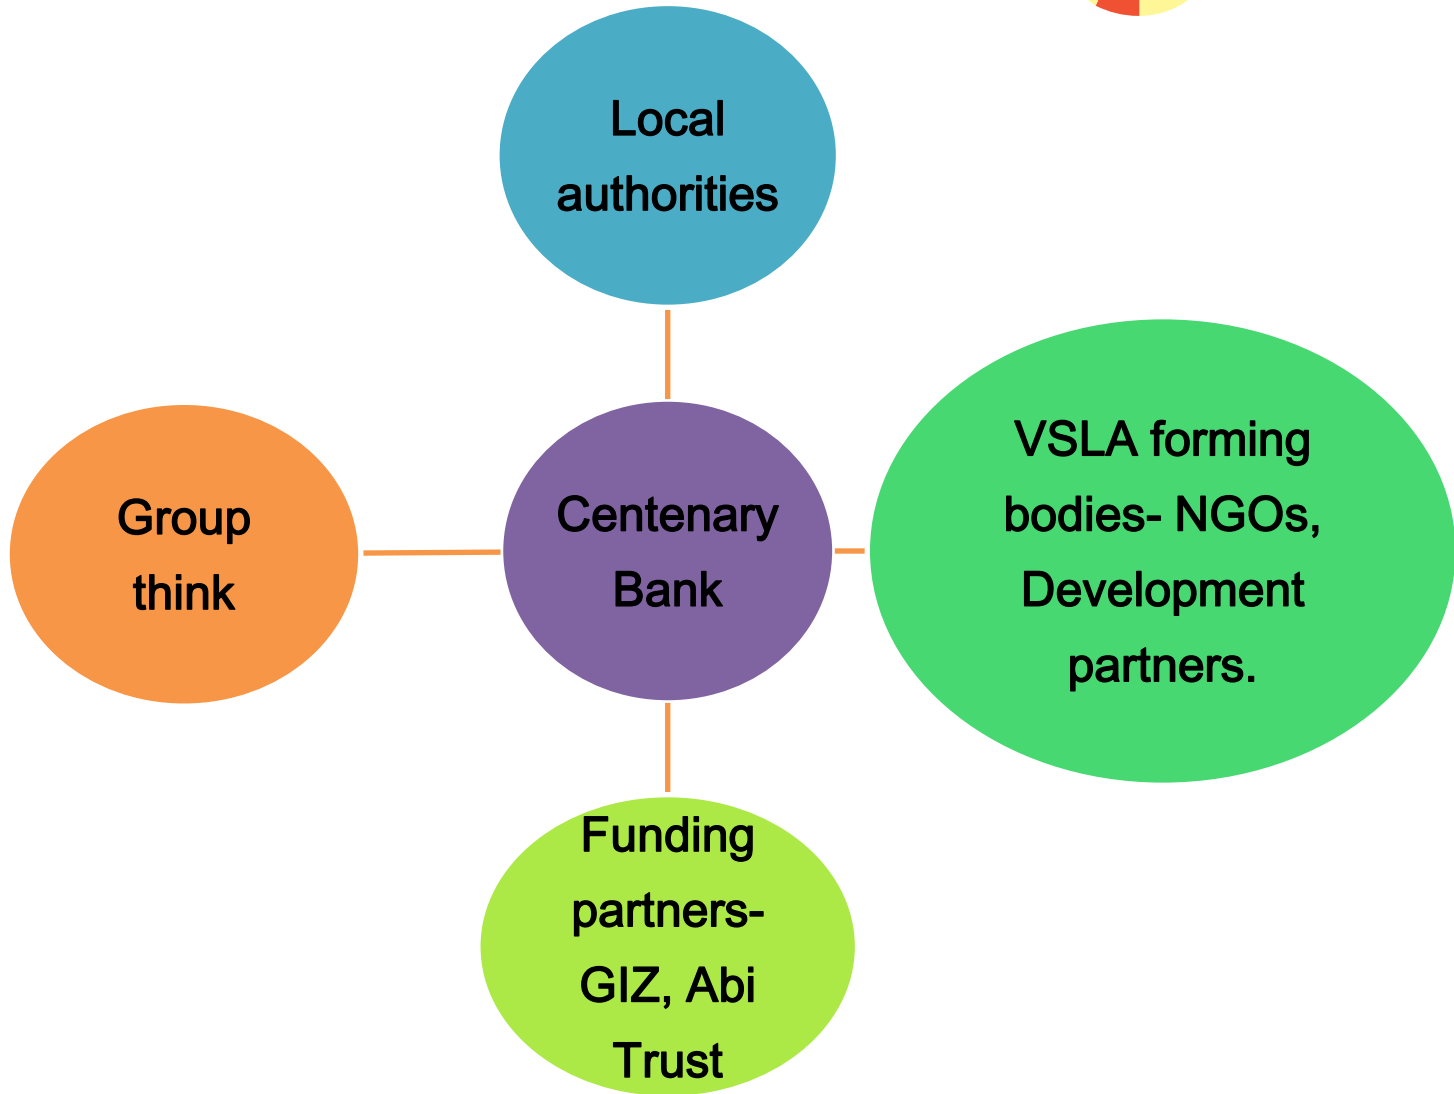 Local
authorities
Group
think
Centenary
Bank
VSLA forming
bodies- NGOs,
Development
partners.
Funding
partners-
GIZ, Abi
Trust